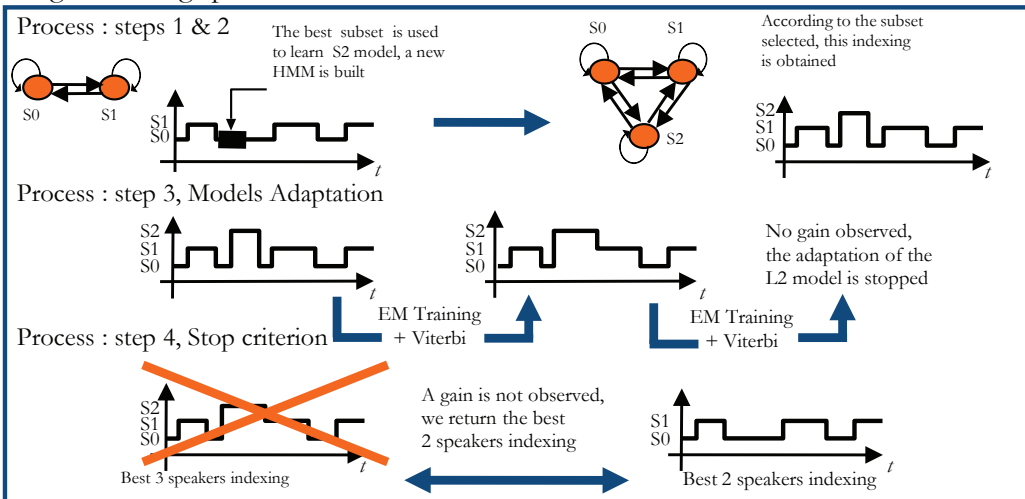 Process : steps 1 & 2
The best subset is used
to learn S2 model, a new
HMM is built
S0
S1
S1
S0
t
S0
S1
S2
According to the subset
selected, this indexing
is obtained
S2
S1
S0
t
Process : step 3, Models Adaptation
S2
S1
S0
t
EM Training
+ Viterbi
S2
S1
S0
t
EM Training
+ Viterbi
No gain observed,
the adaptation of the
L2 model is stopped
Process : step 4, Stop criterion
S2
S1
S0
t
Best 3 speakers indexing
A gain is not observed,
we return the best
2 speakers indexing
S1
S0
t
Best 2 speakers indexing